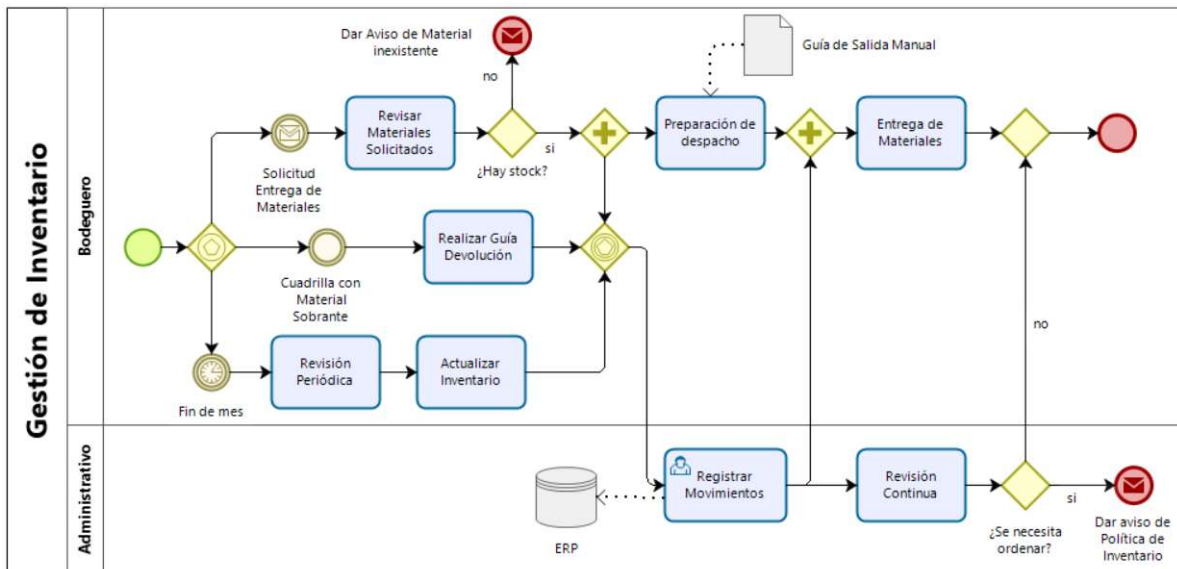 Gestión de Inventario
Bodeguero
Dar Aviso de Material
inexistente
no
Guía de Salida Manual
Solicitud
Entrega de
Materiales
Revisar
Materiales
Solicitados
¿Hay stock?
si
Preparación de
despacho
Entrega de
Materiales
Cuadrilla con
Material
Sobrante
Realizar Guía
Devolución
Fin de mes
Revisión
Periódica
Actualizar
Inventario
no
Administrativo
ERP
Registrar
Movimientos
Revisión
Continua
¿Se necesita
ordenar?
si
Dar aviso de
Política de
Inventario